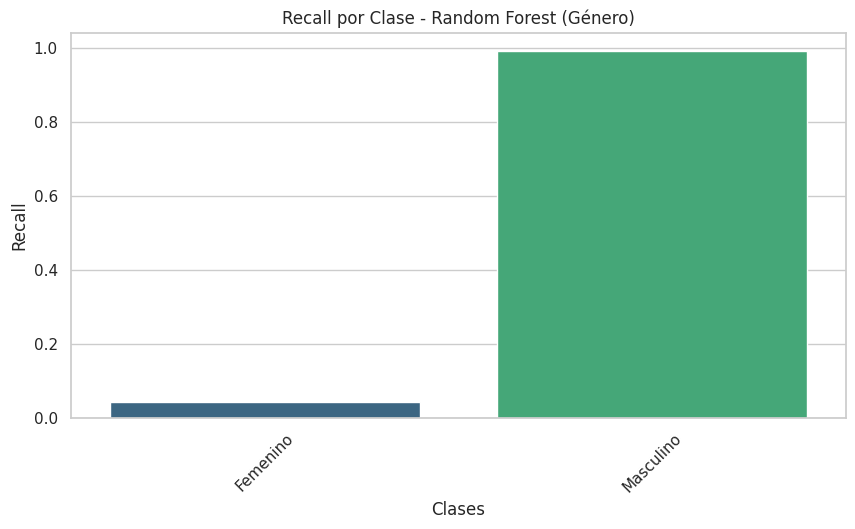 Recall por Clase - Random Forest (Género)
1.0
0.8
0.6
0.4
0.2
0.0
Recall
Femenino
Masculino
Clases